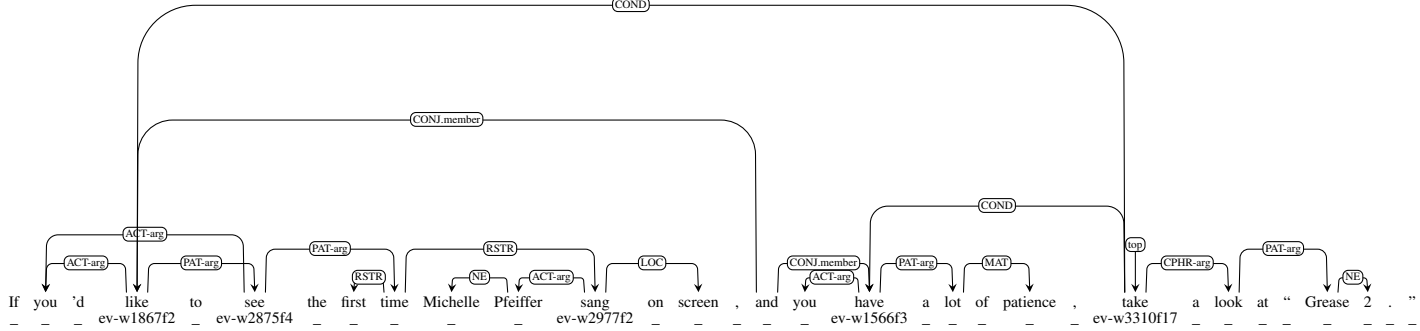 COND
CONJ.member
COND
ACT-arg
top
PAT-arg RSTR PAT-arg
ACT-arg PAT-arg LOC CONJ.member PAT-arg MAT CPHR-arg
RSTR NE ACT-arg ACT-arg NE
If you 'd like to see the first time Michelle Pfeiffer sang on screen , and you have a lot of patience , take a look at “ Grease 2 . ”
_ _ _ ev-w1867f2 _ ev-w2875f4 _ _ _ _ _ ev-w2977f2 _ _ _ _ _ ev-w1566f3 _ _ _ _ _ ev-w3310f17 _ _ _ _ _ _ _ _